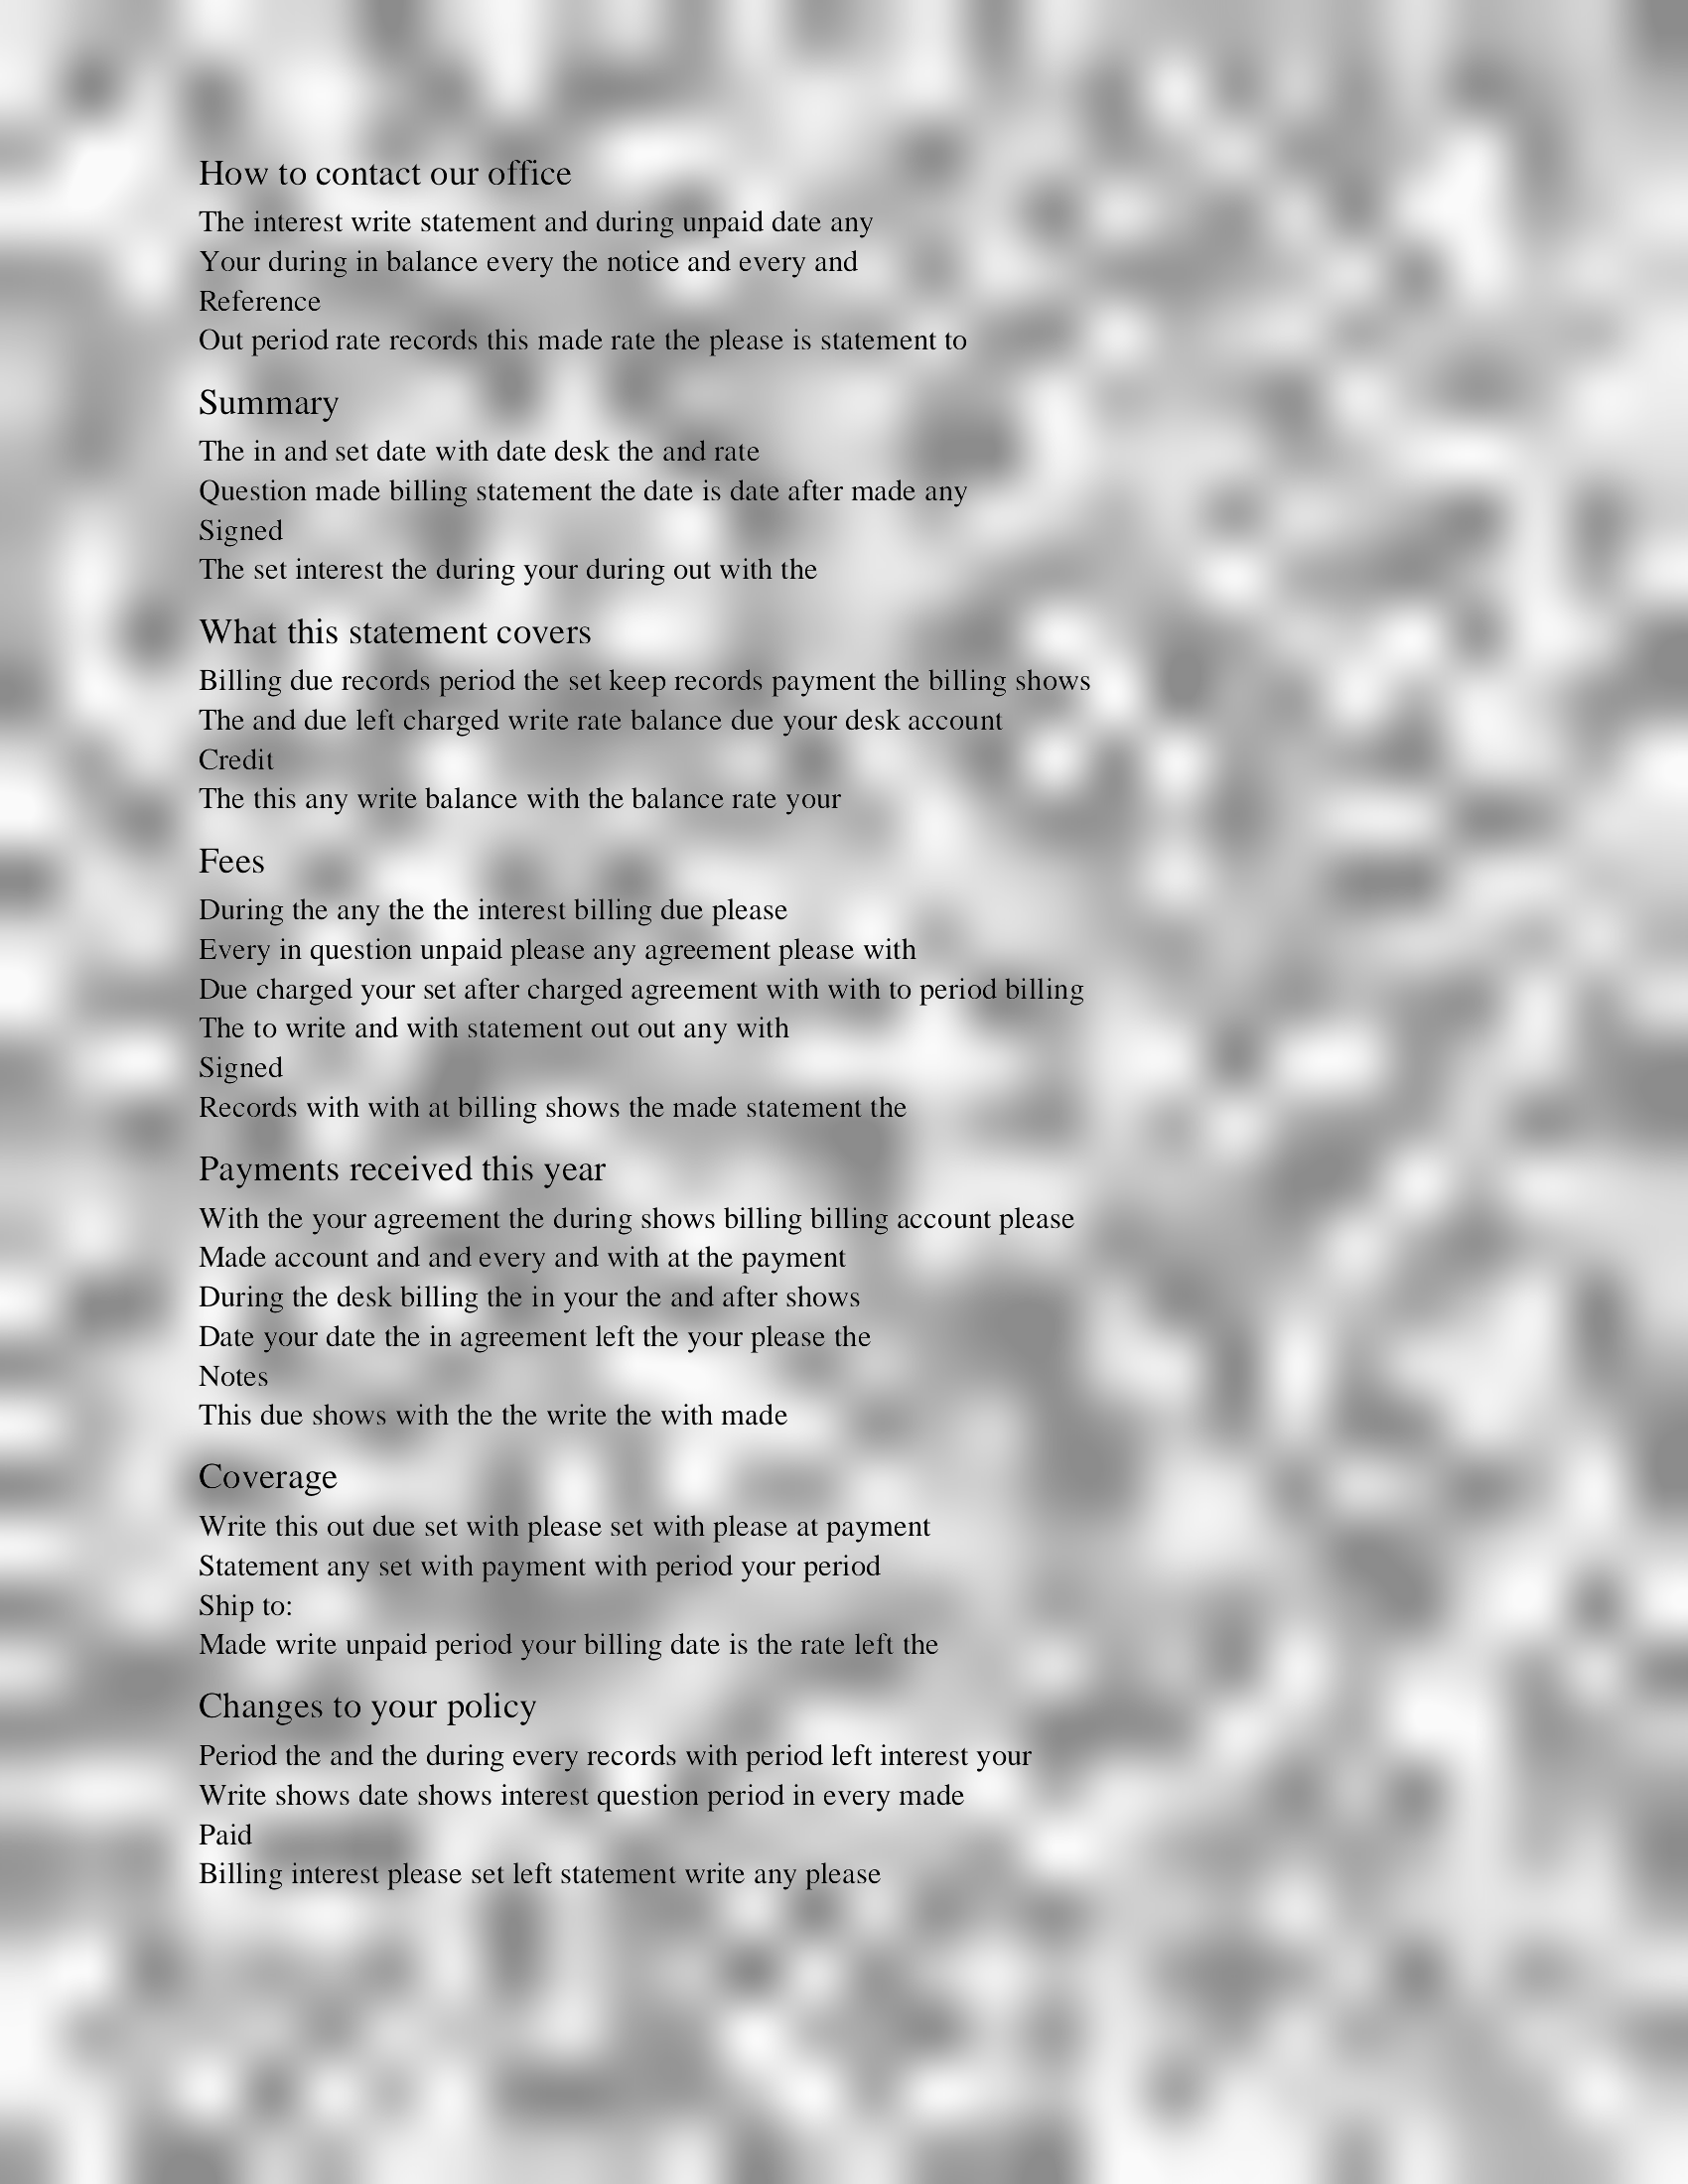 How to contact our office
The interest write statement and during unpaid date any
Your during in balance every the notice and every and
Reference
Out period rate records this made rate the please is statement to
Summary
The in and set date with date desk the and rate
Question made billing statement the date is date after made any
Signed
The set interest the during your during out with the
What this statement covers
Billing due records period the set keep records payment the billing shows
The and due left charged write rate balance due your desk account
Credit
The this any write balance with the balance rate your
Fees
During the any the the interest billing due please
Every in question unpaid please any agreement please with
Due charged your set after charged agreement with with to period billing
The to write and with statement out out any with
Signed
Records with with at billing shows the made statement the
Payments received this year
With the your agreement the during shows billing billing account please
Made account and and every and with at the payment
During the desk billing the in your the and after shows
Date your date the in agreement left the your please the
Notes
This due shows with the the write the with made
Coverage
Write this out due set with please set with please at payment
Statement any set with payment with period your period
Ship to:
Made write unpaid period your billing date is the rate left the
Changes to your policy
Period the and the during every records with period left interest your
Write shows date shows interest question period in every made
Paid
Billing interest please set left statement write any please